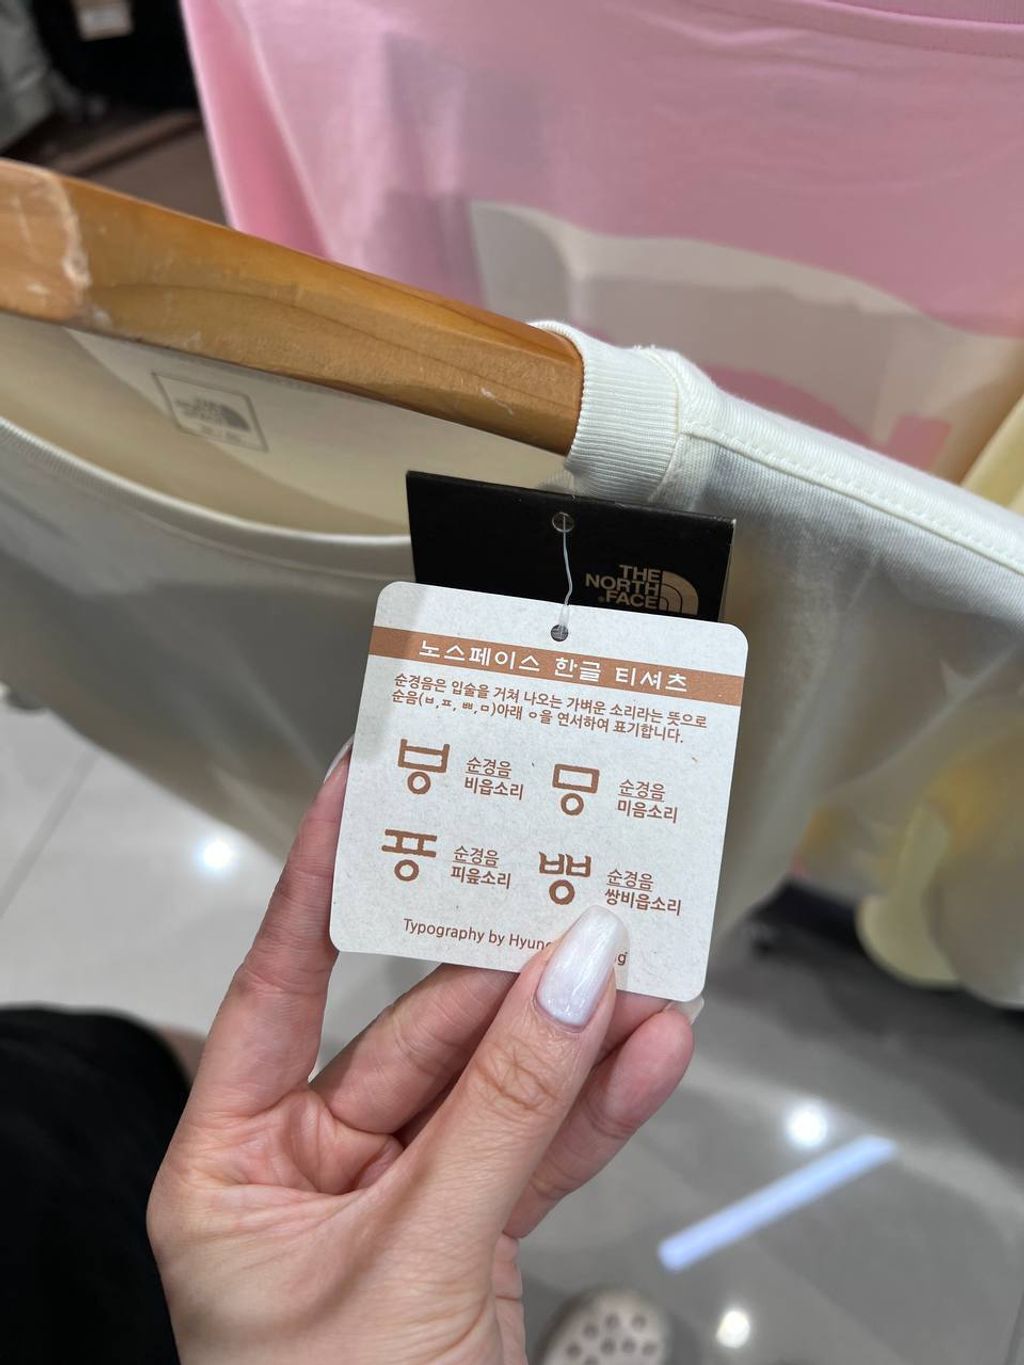 THE
NORTH
FACE
노스페이스 한글 티셔츠
순경음은 입술을 거쳐 나오는 가벼운 소리라는 뜻으로
순음(ㅂ,ㅍ, ㅃ,ㅁ)아래 ㅇ을 연서하여 표기합니다.
ㅸ 순경음 비읍소리
ㅱ 순경음 미음소리
ㆄ 순경음 피읖소리
ㅹ 순경음 쌍비읍소리
Typography by